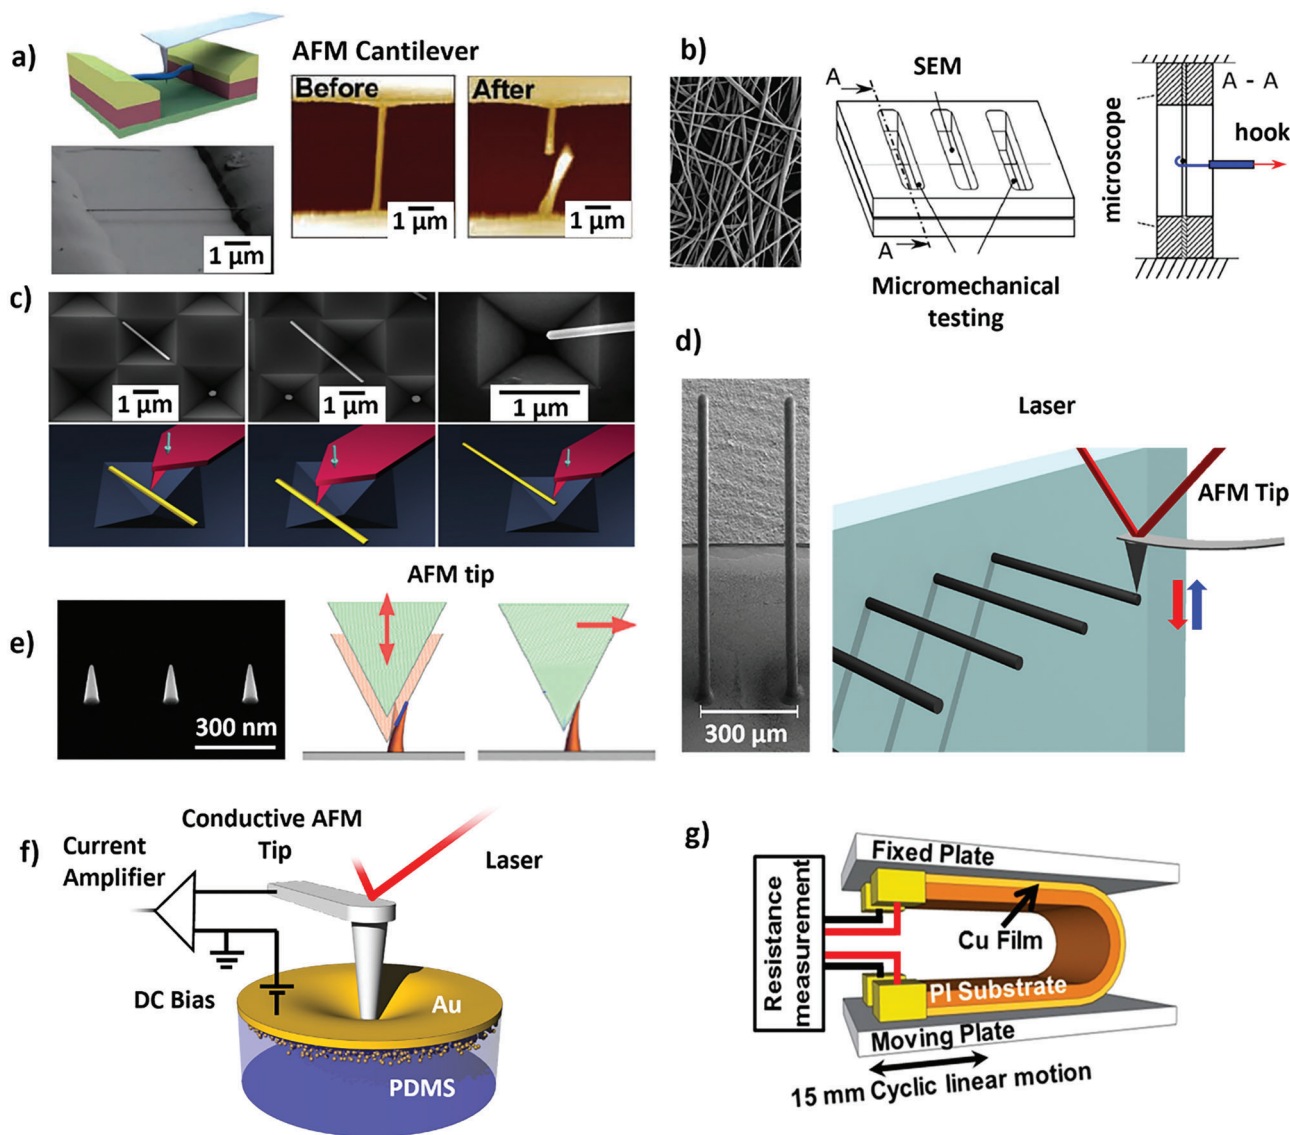 a)
AFM Cantilever
Before
1 µm
After
1 µm
1 µm
b)
SEM
A
A
A - A
microscope
hook
Micromechanical
testing
c)
1 µm
1 µm
1 µm
d)
300 µm
Laser
AFM Tip
e)
300 nm
AFM tip
f)
Conductive AFM
Tip
Current
Amplifier
Laser
DC Bias
Au
PDMS
g)
Resistance
measurement
Fixed Plate
Cu Film
PI Substrate
Moving Plate
15 mm Cyclic linear motion